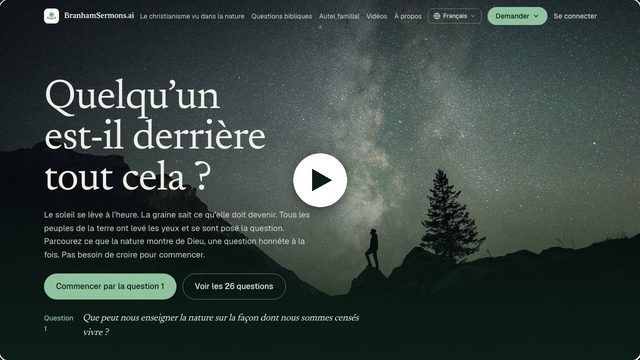 BranhamSermons.ai Le christianisme vu dans la nature Questions bibliques Autel familial Vidéos À propos Français Demander Se connecter
Quelqu’un
est-il derrière
tout cela ?
Le soleil se lève à l’heure. La graine sait ce qu’elle doit devenir. Tous les
peuples de la terre ont levé les yeux et se sont posé la question.
Parcourez ce que la nature montre de Dieu, une question honnête à la
fois. Pas besoin de croire pour commencer.
Commencer par la question 1 Voir les 26 questions
Question
1
Que peut nous enseigner la nature sur la façon dont nous sommes censés
vivre ?